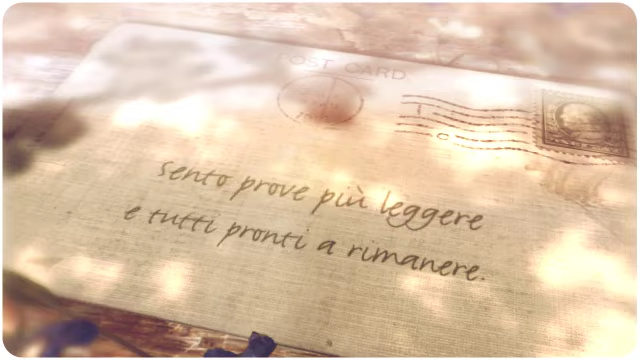 POST CARD
sento prove più leggere
e tutti pronti a rimanere.